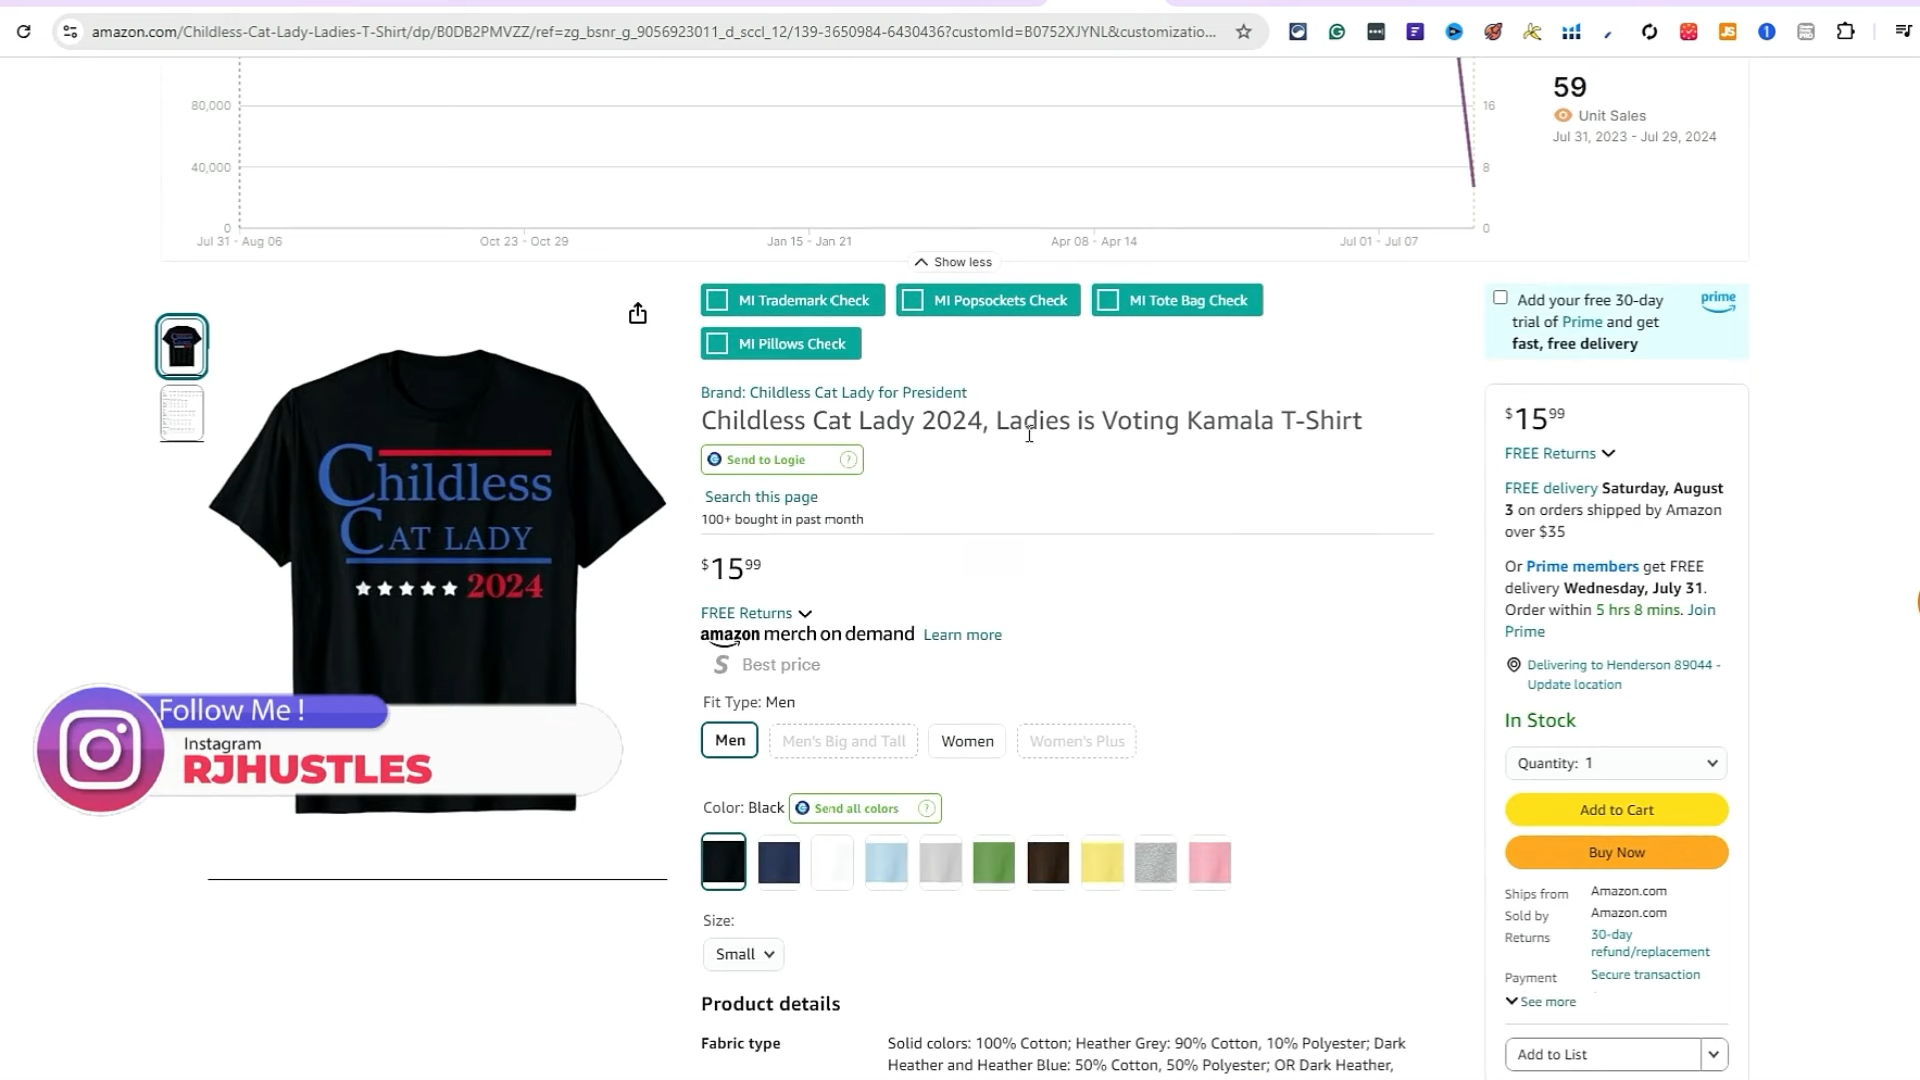 amazon.com/Childless-Cat-Lady-Ladies-T-Shirt/dp/B0DB2PMVZZ/ref=zg_bsnr_g_9056923011_d_sccl_12/139-3650984-6430436?customId=B0752XJYNL&customizatio...
80,000
40,000
0
16
8
0
Jul 31 - Aug 06
Oct 23 - Oct 29
Jan 15 - Jan 21
Apr 08 - Apr 14
Jul 01 - Jul 07
59
Unit Sales
Jul 31, 2023 - Jul 29, 2024
Show less
MI Trademark Check
MI Popsockets Check
MI Tote Bag Check
MI Pillows Check
Brand: Childless Cat Lady for President
Childless Cat Lady 2024, Ladies is Voting Kamala T-Shirt
Send to Logie ?
Search this page
100+ bought in past month
$15 99
FREE Returns
amazon merch on demand Learn more
S Best price
Fit Type: Men
Men
Men's Big and Tall
Women
Women's Plus
Color: Black
Send all colors ?
Size:
Small
Product details
Fabric type
Solid colors: 100% Cotton; Heather Grey: 90% Cotton, 10% Polyester; Dark
Heather and Heather Blue: 50% Cotton, 50% Polyester; OR Dark Heather,
Childless
CAT LADY
2024
Follow Me !
Instagram
RJHUSTLES
Add your free 30-day
trial of Prime and get
fast, free delivery
prime
$15 99
FREE Returns
FREE delivery Saturday, August
3 on orders shipped by Amazon
over $35
Or Prime members get FREE
delivery Wednesday, July 31.
Order within 5 hrs 8 mins. Join
Prime
Delivering to Henderson 89044 -
Update location
In Stock
Quantity: 1
Add to Cart
Buy Now
Ships from Amazon.com
Sold by Amazon.com
Returns 30-day
refund/replacement
Payment Secure transaction
See more
Add to List